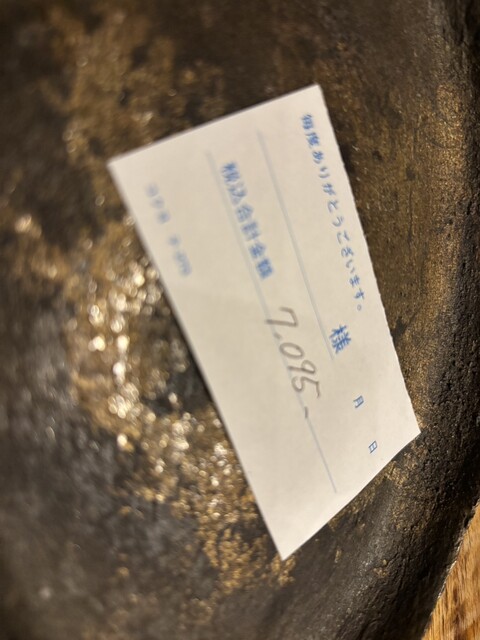 毎度ありがとうございます。
様 月 日
税込合計金額 7,095-